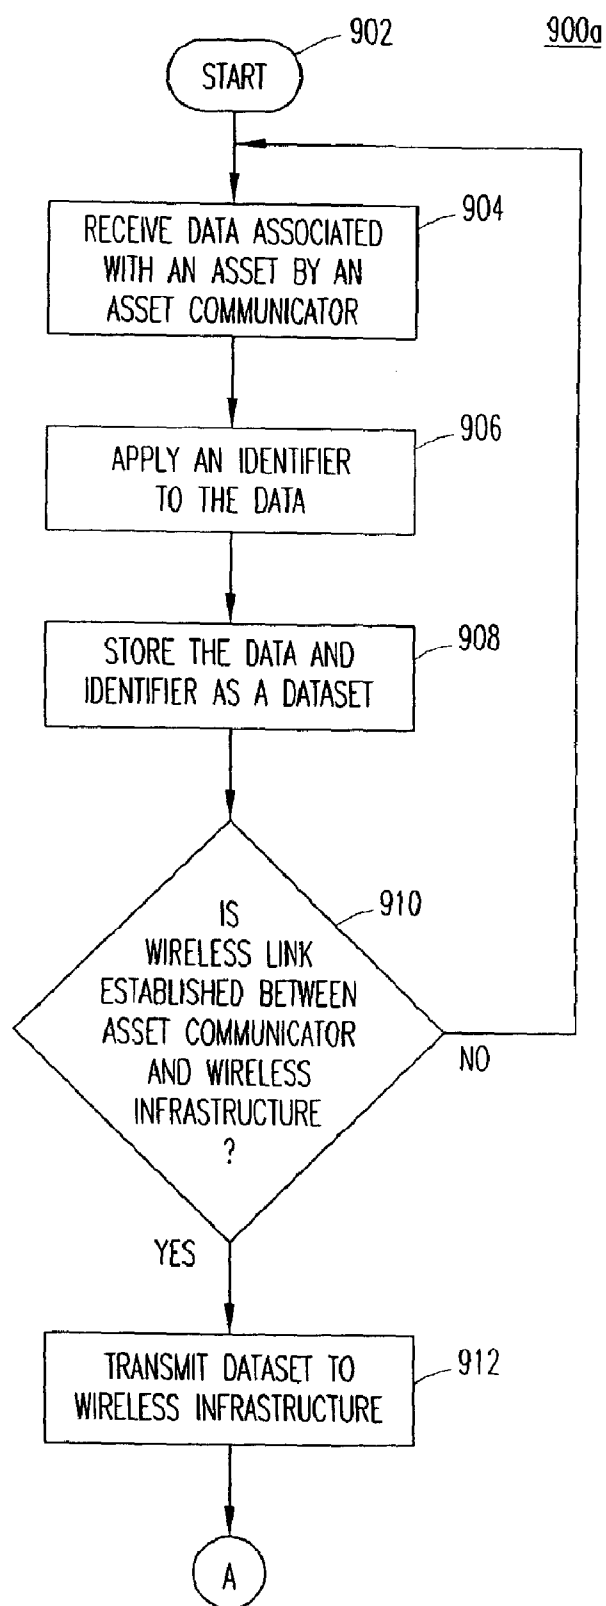 900a
902
START
904
RECEIVE DATA ASSOCIATED
WITH AN ASSET BY AN
ASSET COMMUNICATOR
906
APPLY AN IDENTIFIER
TO THE DATA
908
STORE THE DATA AND
IDENTIFIER AS A DATASET
910
IS
WIRELESS LINK
ESTABLISHED BETWEEN
ASSET COMMUNICATOR
AND WIRELESS
INFRASTRUCTURE
?
NO
YES
912
TRANSMIT DATASET TO
WIRELESS INFRASTRUCTURE
A